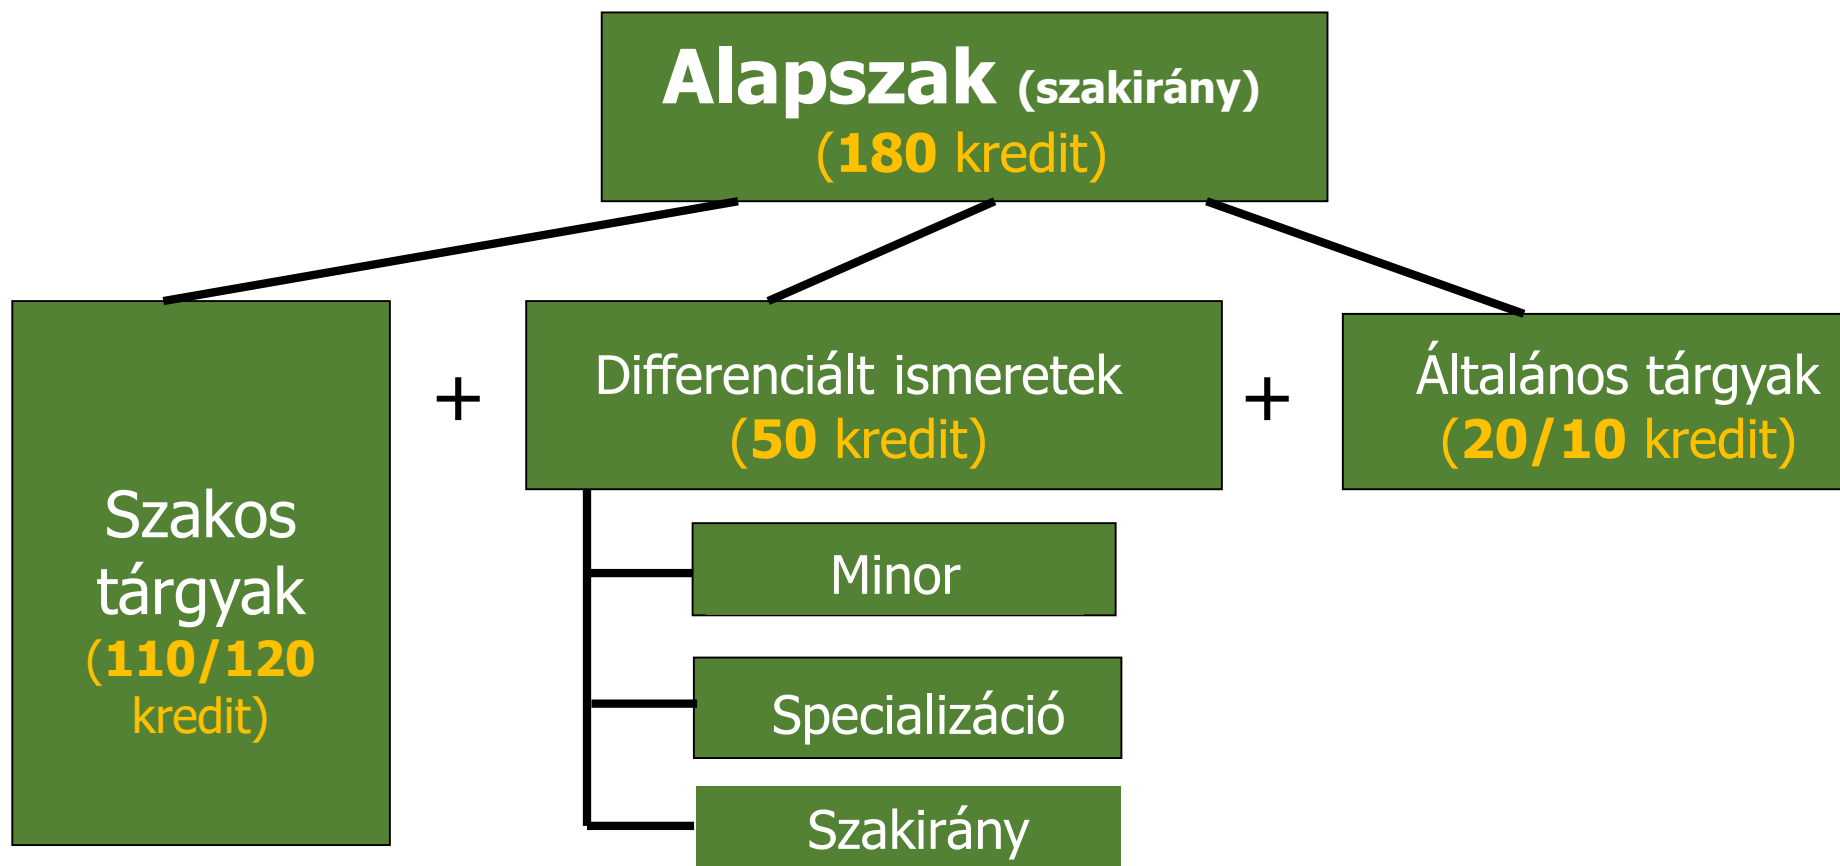 Alapszak (szakirány)
(180 kredit)
Szakos
tárgyak
(110/120
kredit)
+
Differenciált ismeretek
(50 kredit)
+
Általános tárgyak
(20/10 kredit)
Minor
Specializáció
Szakirány